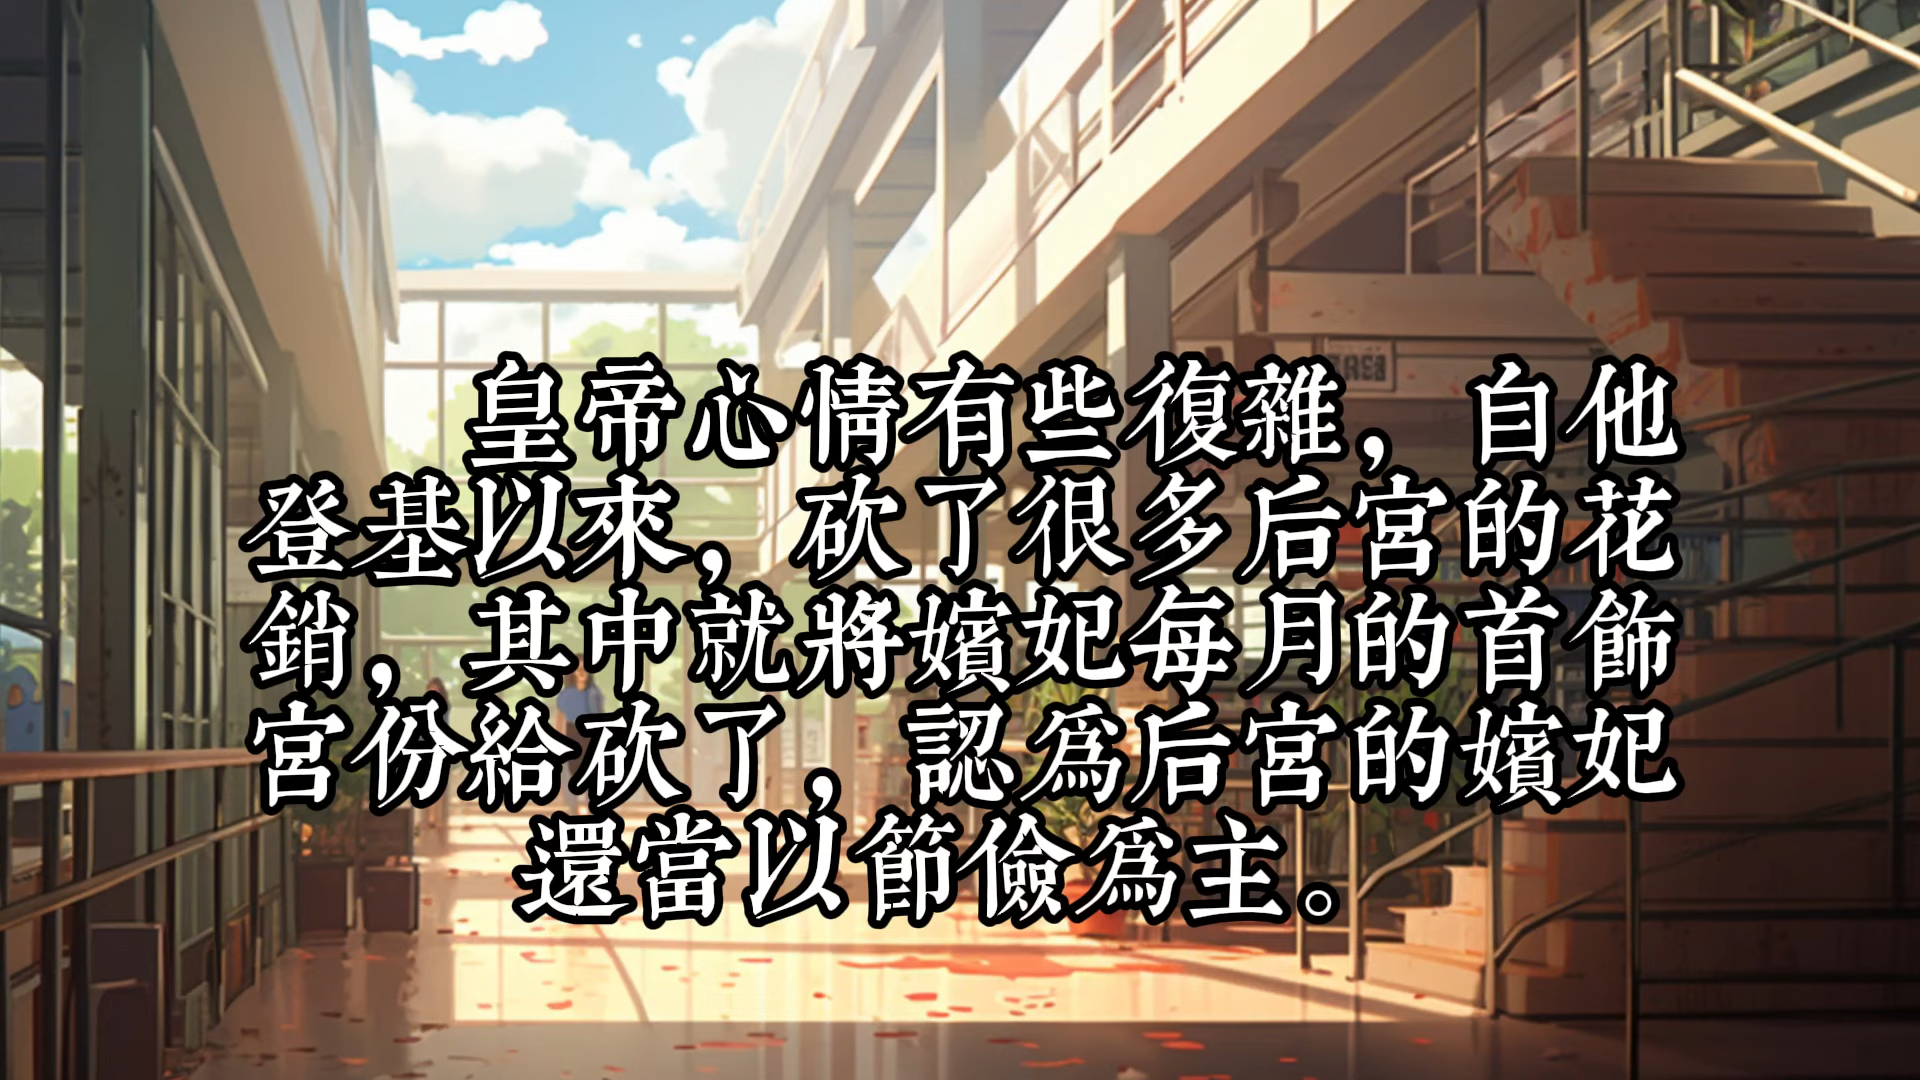 皇帝心情有些復雜，自他
登基以來，砍了很多后宮的花
銷，其中就將嬪妃每月的首飾
宮份給砍了，認爲后宮的嬪妃
還當以節儉爲主。